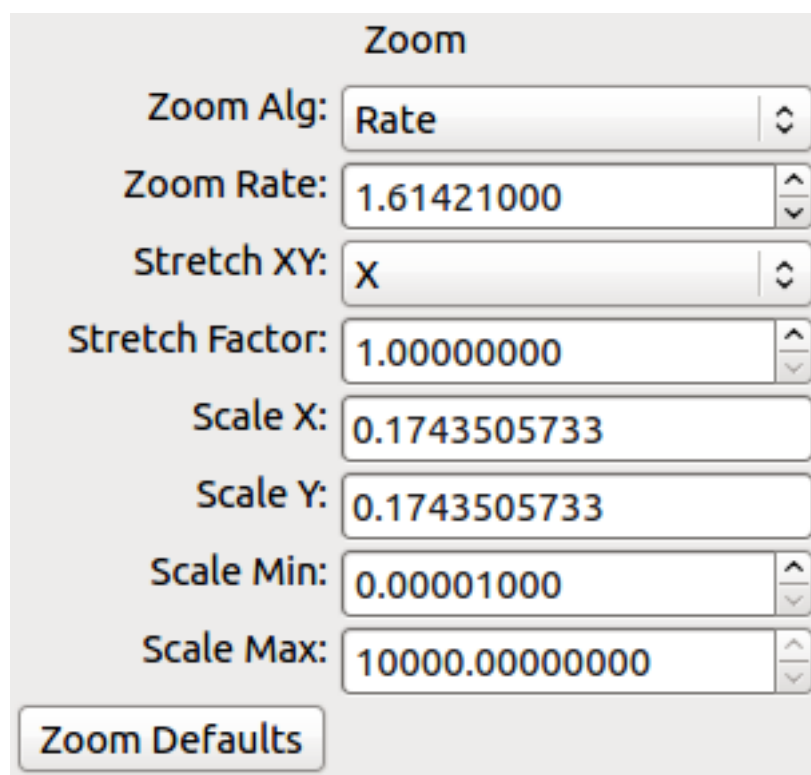 Zoom
Zoom Alg: Rate
Zoom Rate: 1.61421000
Stretch XY: X
Stretch Factor: 1.00000000
Scale X: 0.1743505733
Scale Y: 0.1743505733
Scale Min: 0.00001000
Scale Max: 10000.00000000
Zoom Defaults